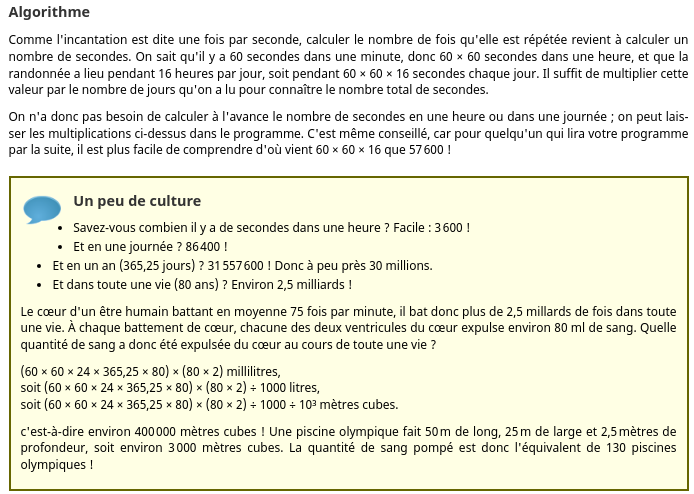 Algorithme
Comme l'incantation est dite une fois par seconde, calculer le nombre de fois qu'elle est répétée revient à calculer un
nombre de secondes. On sait qu'il y a 60 secondes dans une minute, donc 60 × 60 secondes dans une heure, et que la
randonnée a lieu pendant 16 heures par jour, soit pendant 60 × 60 × 16 secondes chaque jour. Il suffit de multiplier cette
valeur par le nombre de jours qu'on a lu pour connaître le nombre total de secondes.
On n'a donc pas besoin de calculer à l'avance le nombre de secondes en une heure ou dans une journée ; on peut lais-
ser les multiplications ci-dessus dans le programme. C'est même conseillé, car pour quelqu'un qui lira votre programme
par la suite, il est plus facile de comprendre d'où vient 60 × 60 × 16 que 57 600 !
Un peu de culture
• Savez-vous combien il y a de secondes dans une heure ? Facile : 3 600 !
• Et en une journée ? 86 400 !
• Et en un an (365,25 jours) ? 31 557 600 ! Donc à peu près 30 millions.
• Et dans toute une vie (80 ans) ? Environ 2,5 milliards !
Le cœur d'un être humain battant en moyenne 75 fois par minute, il bat donc plus de 2,5 millards de fois dans toute
une vie. À chaque battement de cœur, chacune des deux ventricules du cœur expulse environ 80 ml de sang. Quelle
quantité de sang a donc été expulsée du cœur au cours de toute une vie ?
(60 × 60 × 24 × 365,25 × 80) × (80 × 2) millilitres,
soit (60 × 60 × 24 × 365,25 × 80) × (80 × 2) ÷ 1000 litres,
soit (60 × 60 × 24 × 365,25 × 80) × (80 × 2) ÷ 1000 ÷ 10³ mètres cubes.
c'est-à-dire environ 400 000 mètres cubes ! Une piscine olympique fait 50 m de long, 25 m de large et 2,5 mètres de
profondeur, soit environ 3 000 mètres cubes. La quantité de sang pompé est donc l'équivalent de 130 piscines
olympiques !